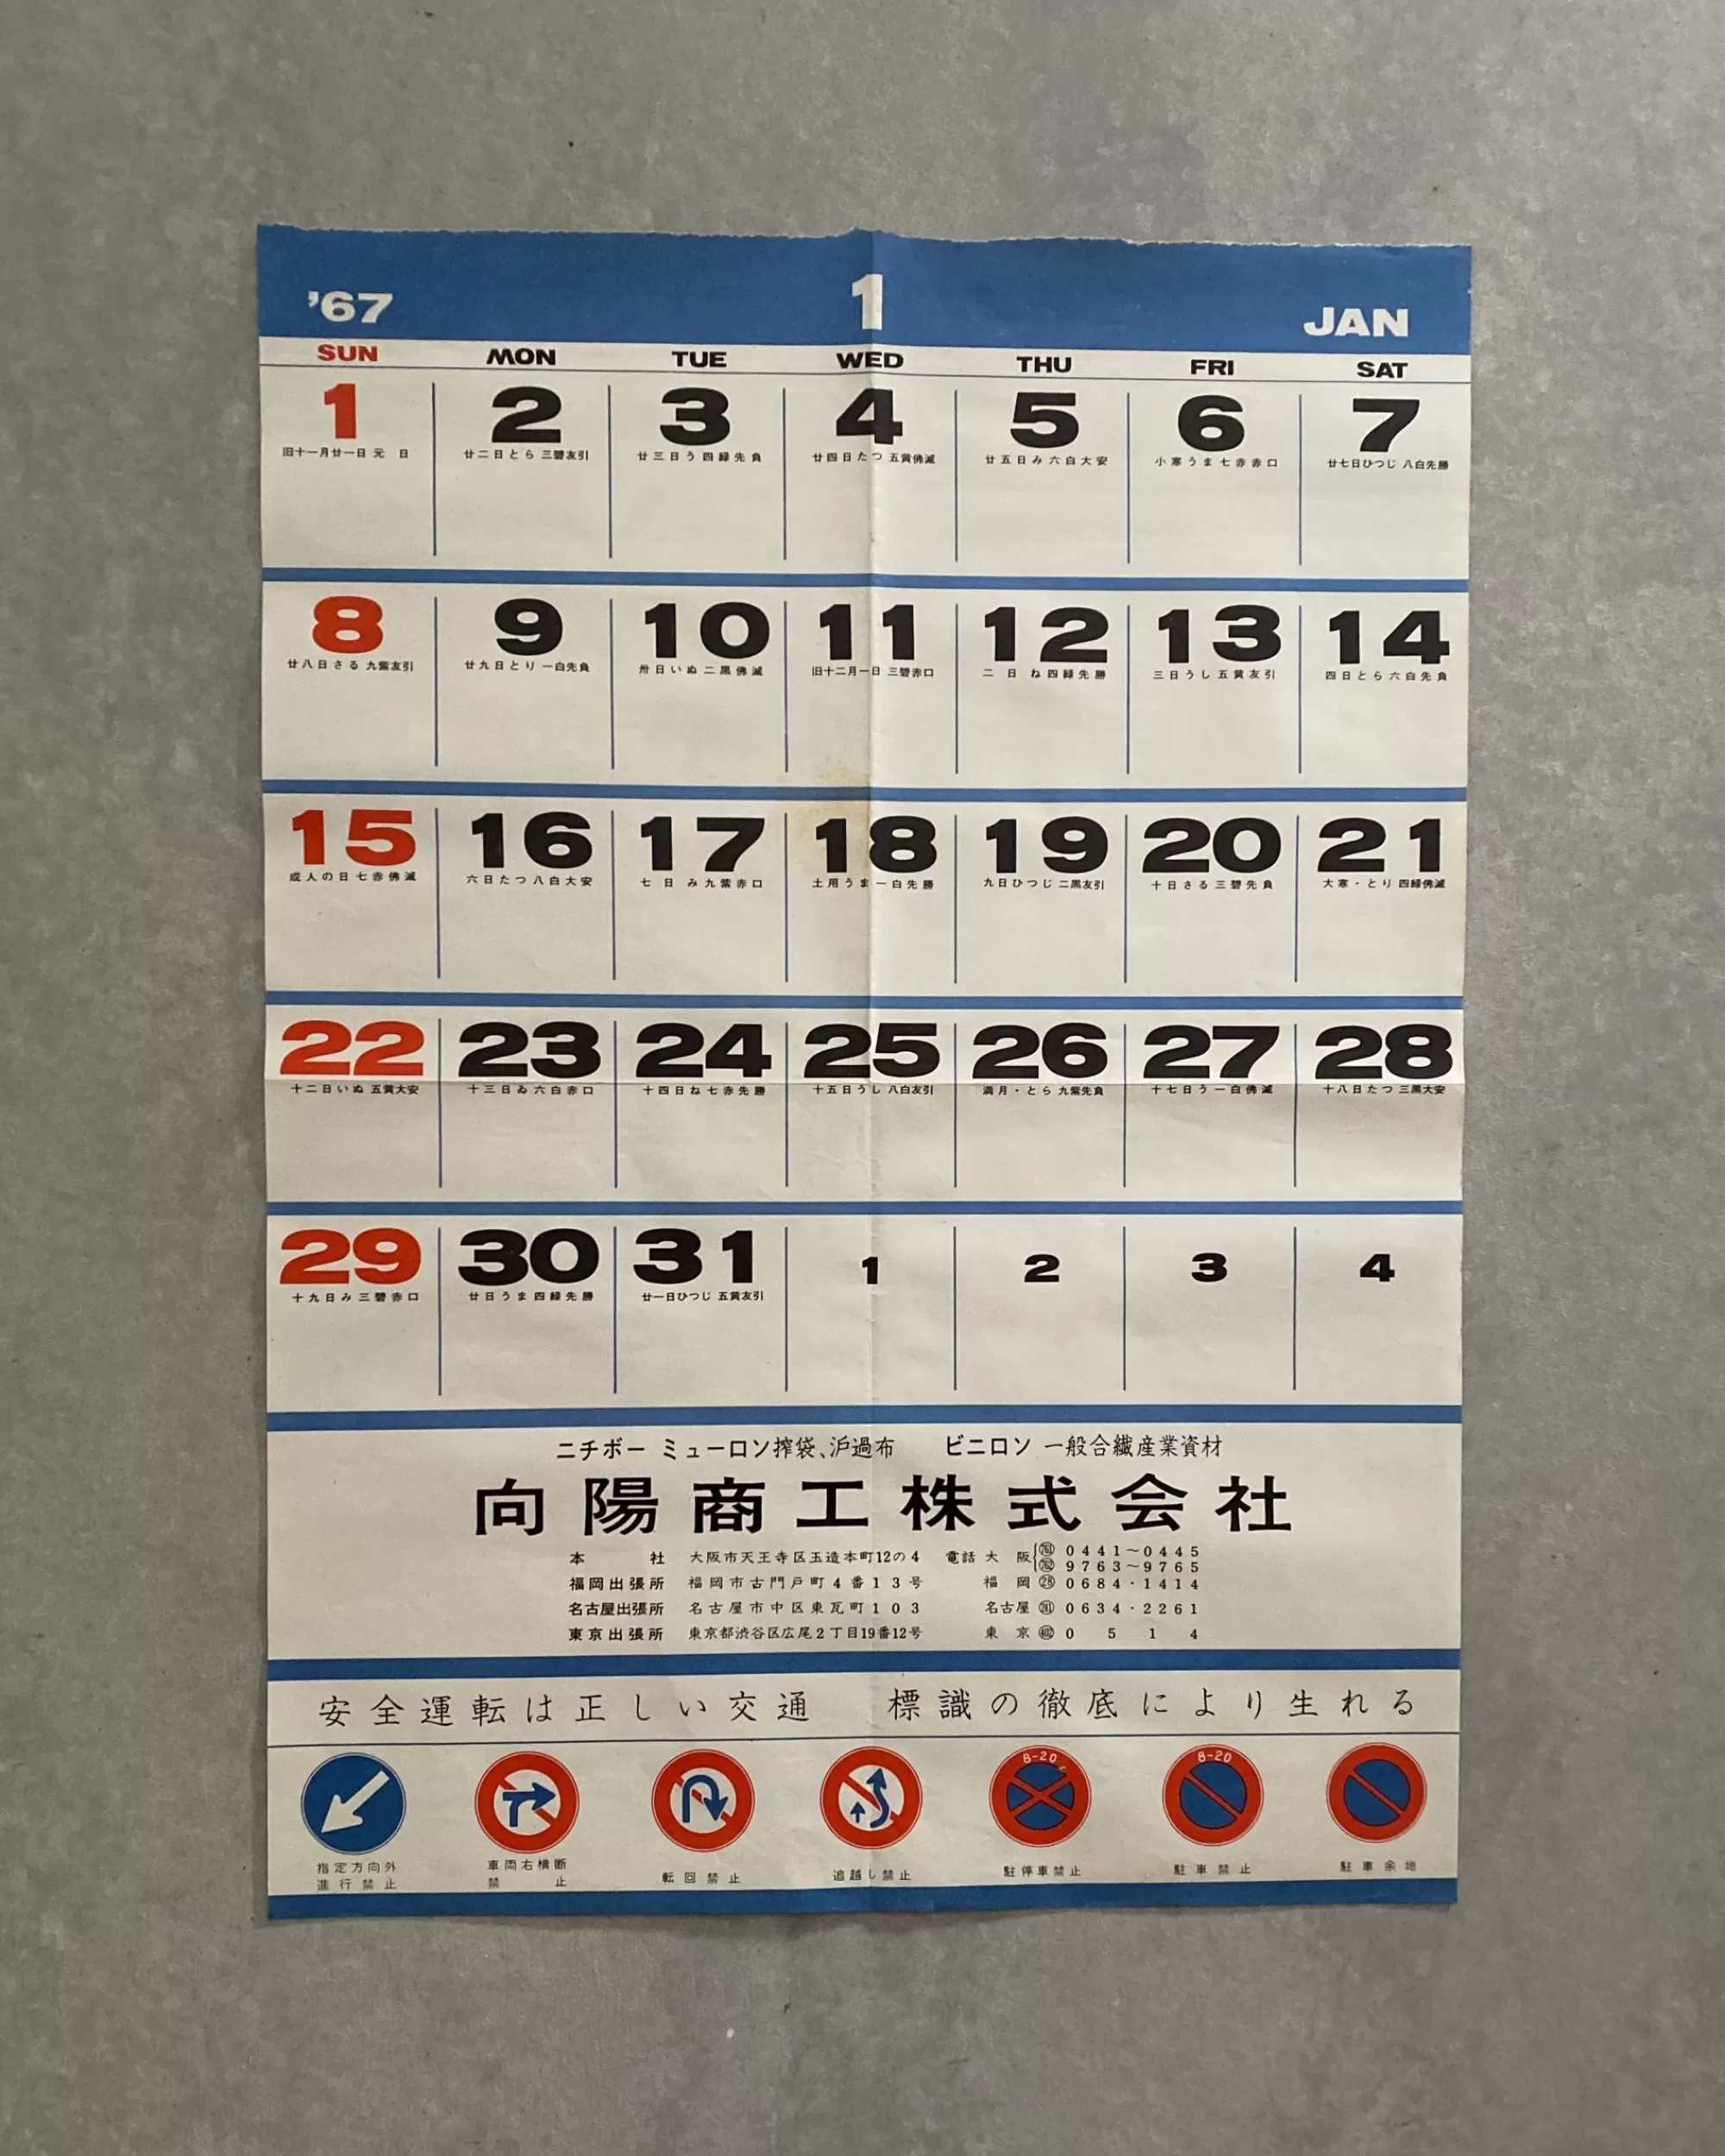 '67 1 JAN
SUN MON TUE WED THU FRI SAT
1 2 3 4 5 6 7
旧十一月廿一日 元日 廿二日とら 三碧友引 廿三日う四緑先負 廿四日たつ 五黄佛滅 廿五日み六白大安 小寒うま七赤赤口 廿七日ひつじ 八白先勝
8 9 10 11 12 13 14
廿八日さる 九紫友引 廿九日とり 一白先負 卅日いぬ二黒佛滅 旧十二月一日 三碧赤口 二日ね四緑先勝 三日うし五黄友引 四日とら六白先負
15 16 17 18 19 20 21
成人の日七赤佛滅 六日たつ八白大安 七日み九紫赤口 土用うま一白先勝 九日ひつじ 二黒友引 十日さる三碧先負 大寒・とり 四緑佛滅
22 23 24 25 26 27 28
十二日いぬ 五黄大安 十三日ゐ六白赤口 十四日ね七赤先勝 十五日うし 八白友引 満月・とら 九紫先負 十七日う一白佛滅 十八日たつ 三黒大安
29 30 31 1 2 3 4
十九日み三碧赤口 廿日うま四緑先勝 廿一日ひつじ 五黄友引
ニチボー ミューロン搾袋、沪過布 ビニロン 一般合繊産業資材
向陽商工株式会社
本社 大阪市天王寺区玉造本町12の4 電話 大阪 (761) 0441~0445
(762) 9763~9765
福岡出張所 福岡市古門戸町4番13号 福岡 (28) 0684・1414
名古屋出張所 名古屋市中区東瓦町103 名古屋 (241) 0634・2261
東京出張所 東京都渋谷区広尾2丁目19番12号 東京 (402) 0514
安全運転は正しい交通 標識の徹底により生れる
8-20 8-20
指定方向外 車両右横断 転回禁止 追越し禁止 駐停車禁止 駐車禁止 駐車余地
進行禁止 禁止